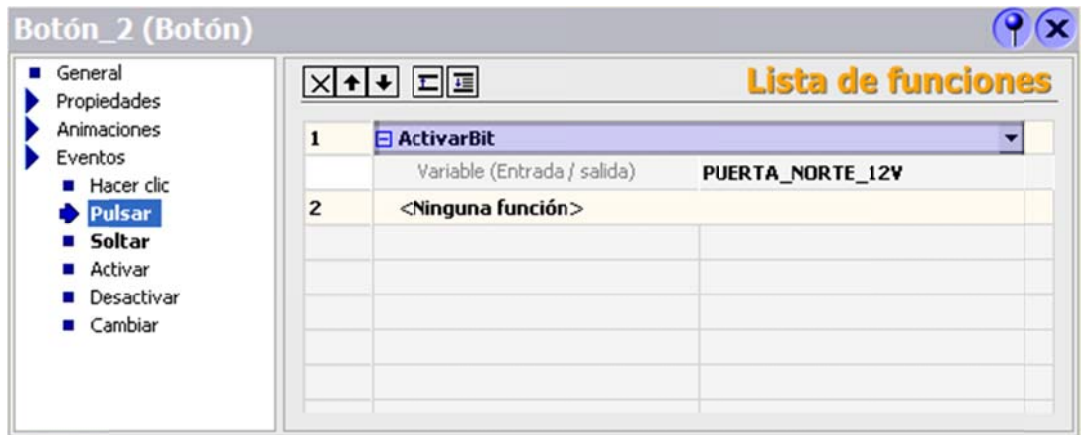 Botón_2 (Botón)
General
Propiedades
Animaciones
Eventos
Hacer clic
Pulsar
Soltar
Activar
Desactivar
Cambiar
Lista de funciones
1 ActivarBit
Variable (Entrada / salida) PUERTA_NORTE_12V
2 <Ninguna función>